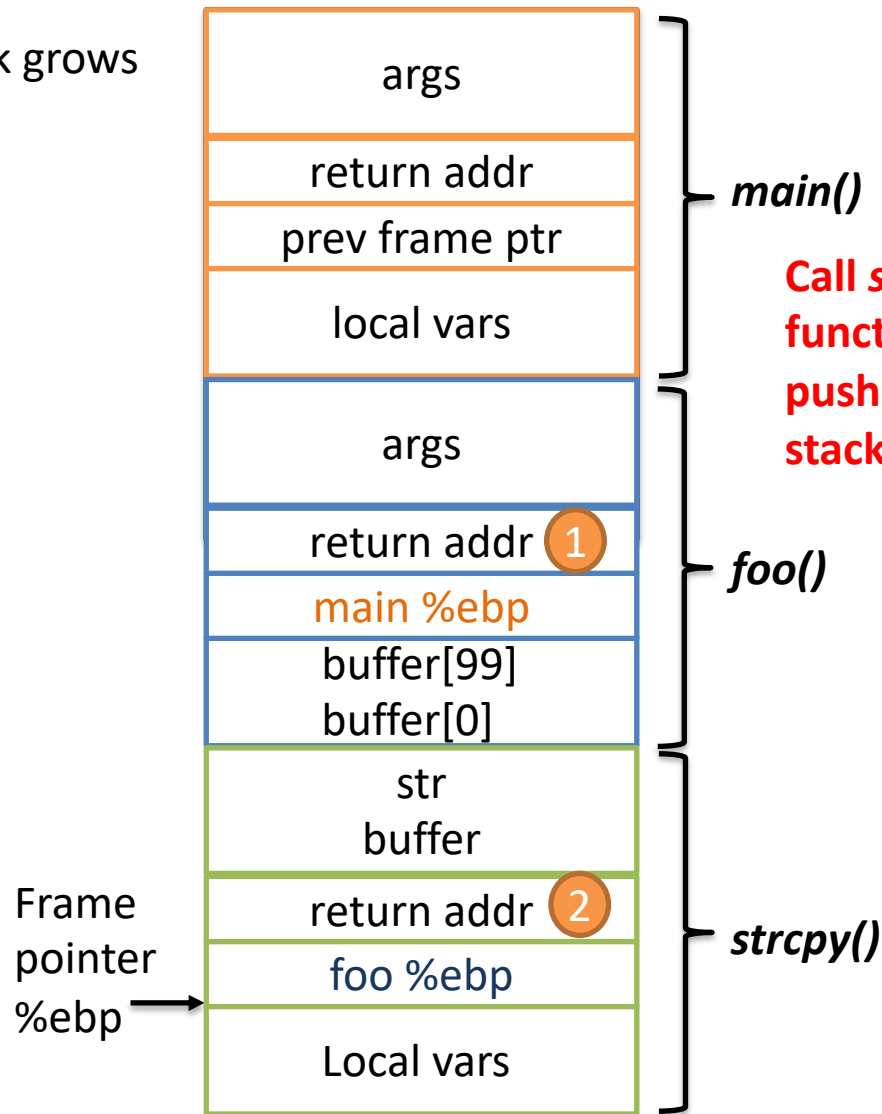 k grows
args
return addr
prev frame ptr
local vars
main()
Call s
funct
push
stack
args
return addr 1
main %ebp
buffer[99]
buffer[0]
foo()
str
buffer
return addr 2
foo %ebp
Local vars
strcpy()
Frame
pointer
%ebp